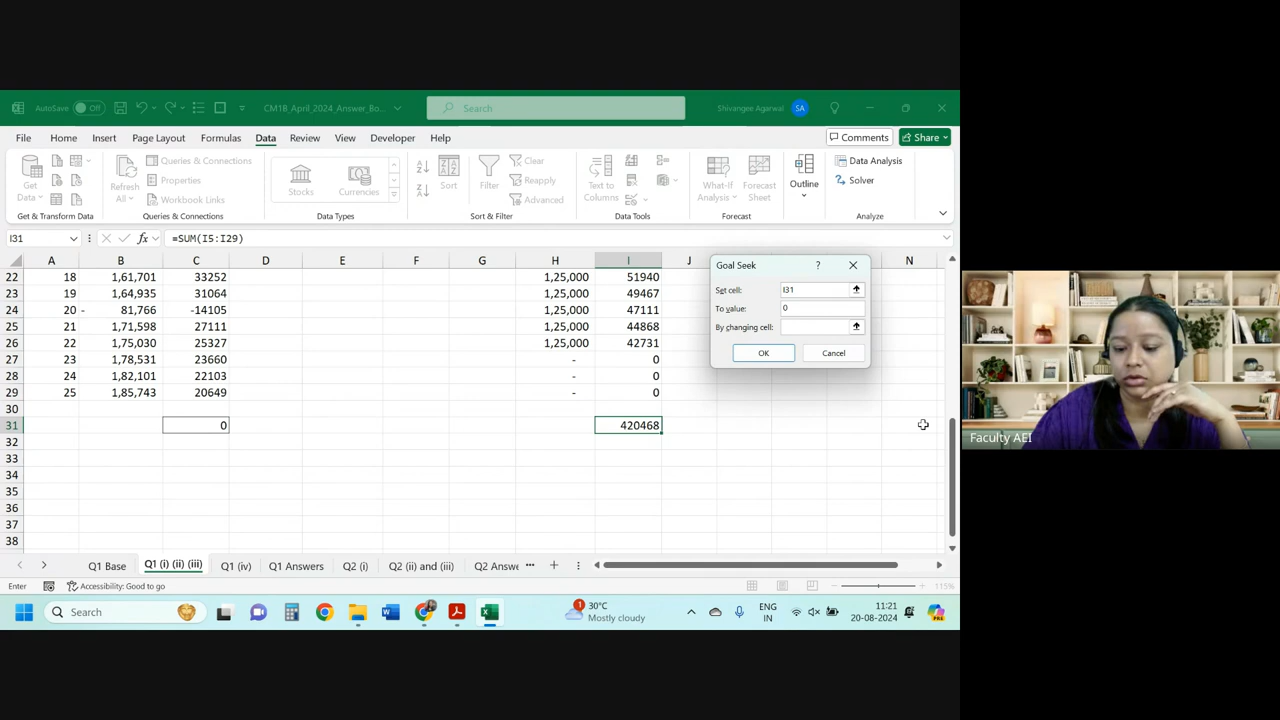 AutoSave Off CM1B_April_2024_Answer_Bo... Search Shivangee Agarwal SA
File Home Insert Page Layout Formulas Data Review View Developer Help Comments Share
Get Data Refresh All Queries & Connections Properties Workbook Links Stocks Currencies Sort Filter Clear Reapply Advanced Text to Columns What-If Analysis Forecast Sheet Outline Data Analysis Solver
Get & Transform Data Queries & Connections Data Types Sort & Filter Data Tools Forecast Analyze
I31 fx =SUM(I5:I29)
A B C D E F G H I J N
22 18 1,61,701 33252 1,25,000 51940
23 19 1,64,935 31064 1,25,000 49467
24 20 - 81,766 -14105 1,25,000 47111
25 21 1,71,598 27111 1,25,000 44868
26 22 1,75,030 25327 1,25,000 42731
27 23 1,78,531 23660 - 0
28 24 1,82,101 22103 - 0
29 25 1,85,743 20649 - 0
30
31 0 420468
32
33
34
35
36
37
38
Goal Seek ?
Set cell: I31
To value: 0
By changing cell:
OK Cancel
Q1 Base Q1 (i) (ii) (iii) Q1 (iv) Q1 Answers Q2 (i) Q2 (ii) and (iii) Q2 Answe ...
Enter Accessibility: Good to go 115%
Search 1 30°C Mostly cloudy ENG IN 11:21 20-08-2024
Faculty AEI